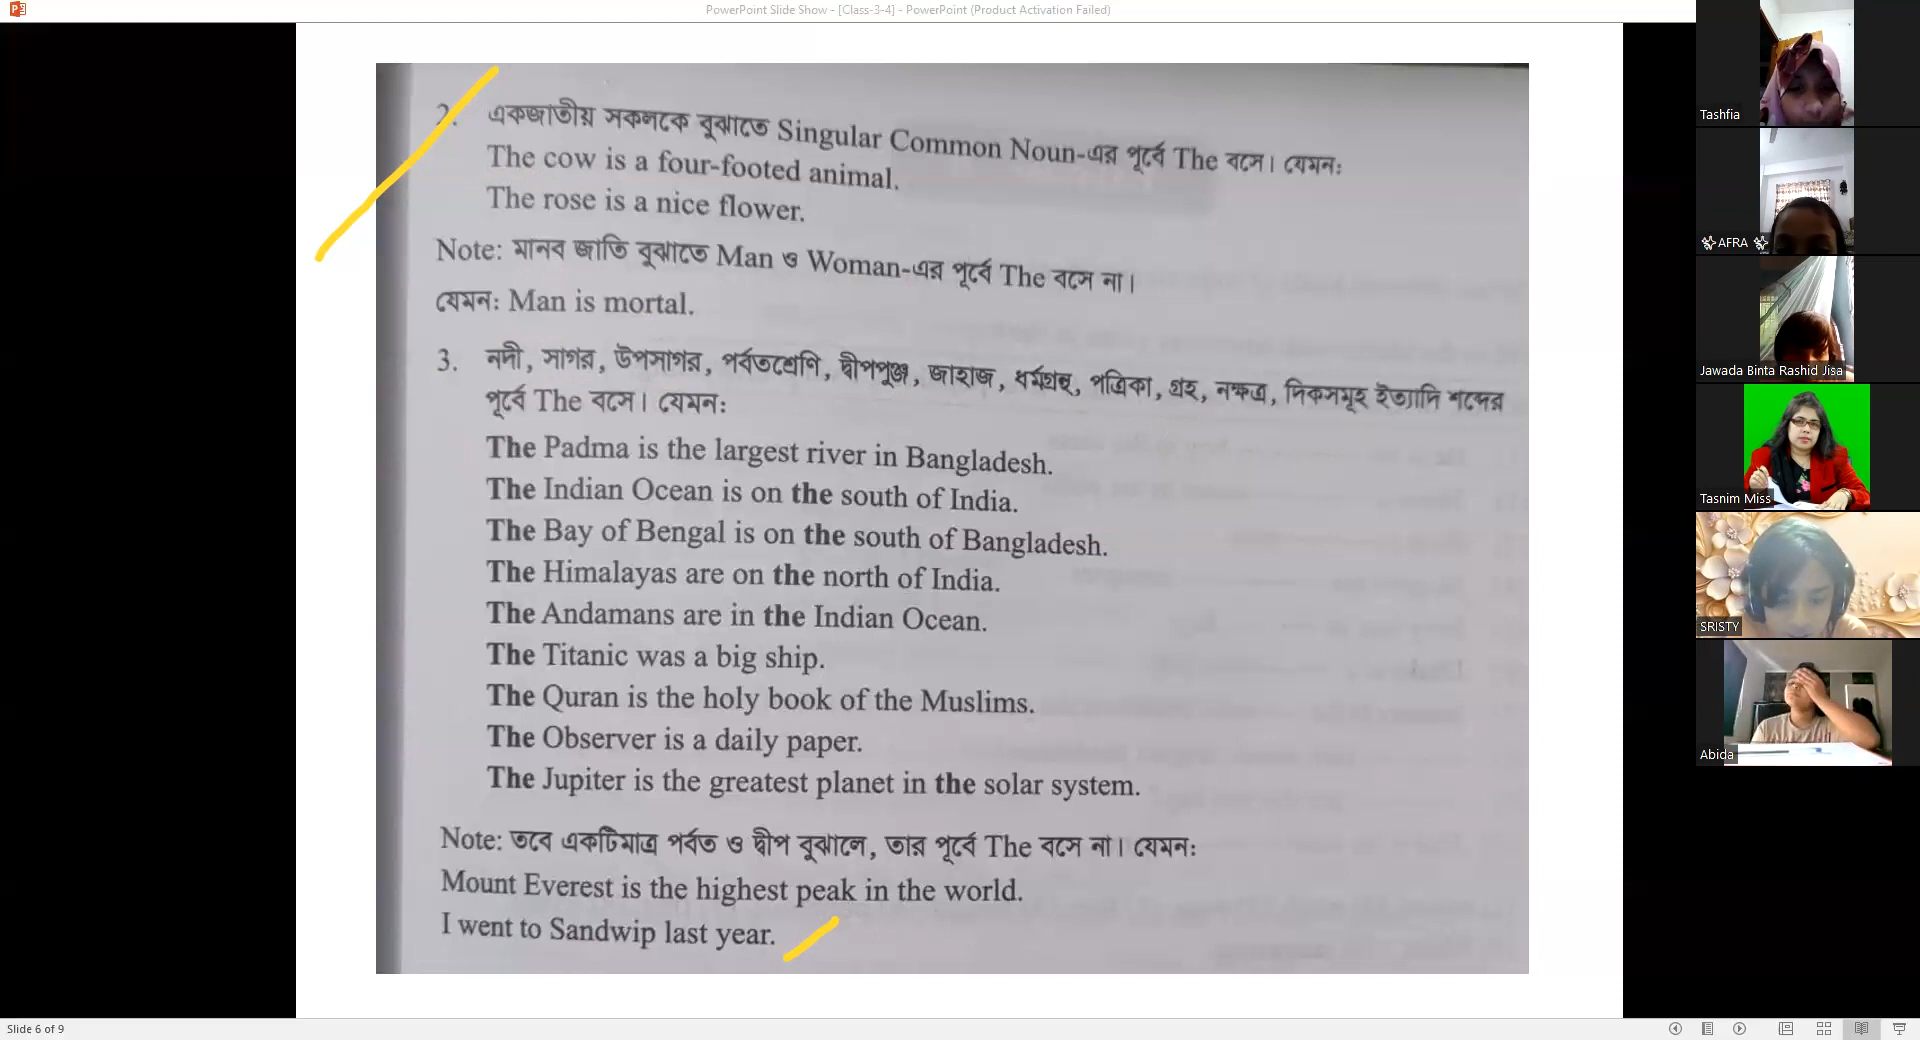 PowerPoint Slide Show - [Class-3-4] - PowerPoint (Product Activation Failed)
2. একজাতীয় সকলকে বুঝাতে Singular Common Noun-এর পূর্বে The বসে। যেমন:
The cow is a four-footed animal.
The rose is a nice flower.
Note: মানব জাতি বুঝাতে Man ও Woman-এর পূর্বে The বসে না।
যেমন: Man is mortal.
3. নদী, সাগর, উপসাগর, পর্বতশ্রেণি, দ্বীপপুঞ্জ, জাহাজ, ধর্মগ্রন্থ, পত্রিকা, গ্রহ, নক্ষত্র, দিকসমূহ ইত্যাদি শব্দের
পূর্বে The বসে। যেমন:
The Padma is the largest river in Bangladesh.
The Indian Ocean is on the south of India.
The Bay of Bengal is on the south of Bangladesh.
The Himalayas are on the north of India.
The Andamans are in the Indian Ocean.
The Titanic was a big ship.
The Quran is the holy book of the Muslims.
The Observer is a daily paper.
The Jupiter is the greatest planet in the solar system.
Note: তবে একটিমাত্র পর্বত ও দ্বীপ বুঝালে, তার পূর্বে The বসে না। যেমন:
Mount Everest is the highest peak in the world.
I went to Sandwip last year.
Tashfia
AFRA
Jawada Binta Rashid Jisa
Tasnim Miss
SRISTY
Abida
Slide 6 of 9